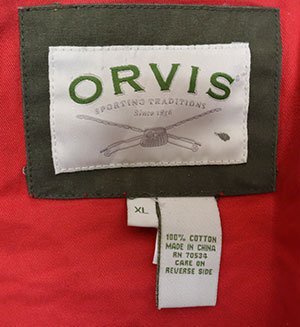 ORVIS
SPORTING TRADITIONS
Since 1856
XL
100% COTTON
MADE IN CHINA
RN 70534
CARE ON
REVERSE SIDE